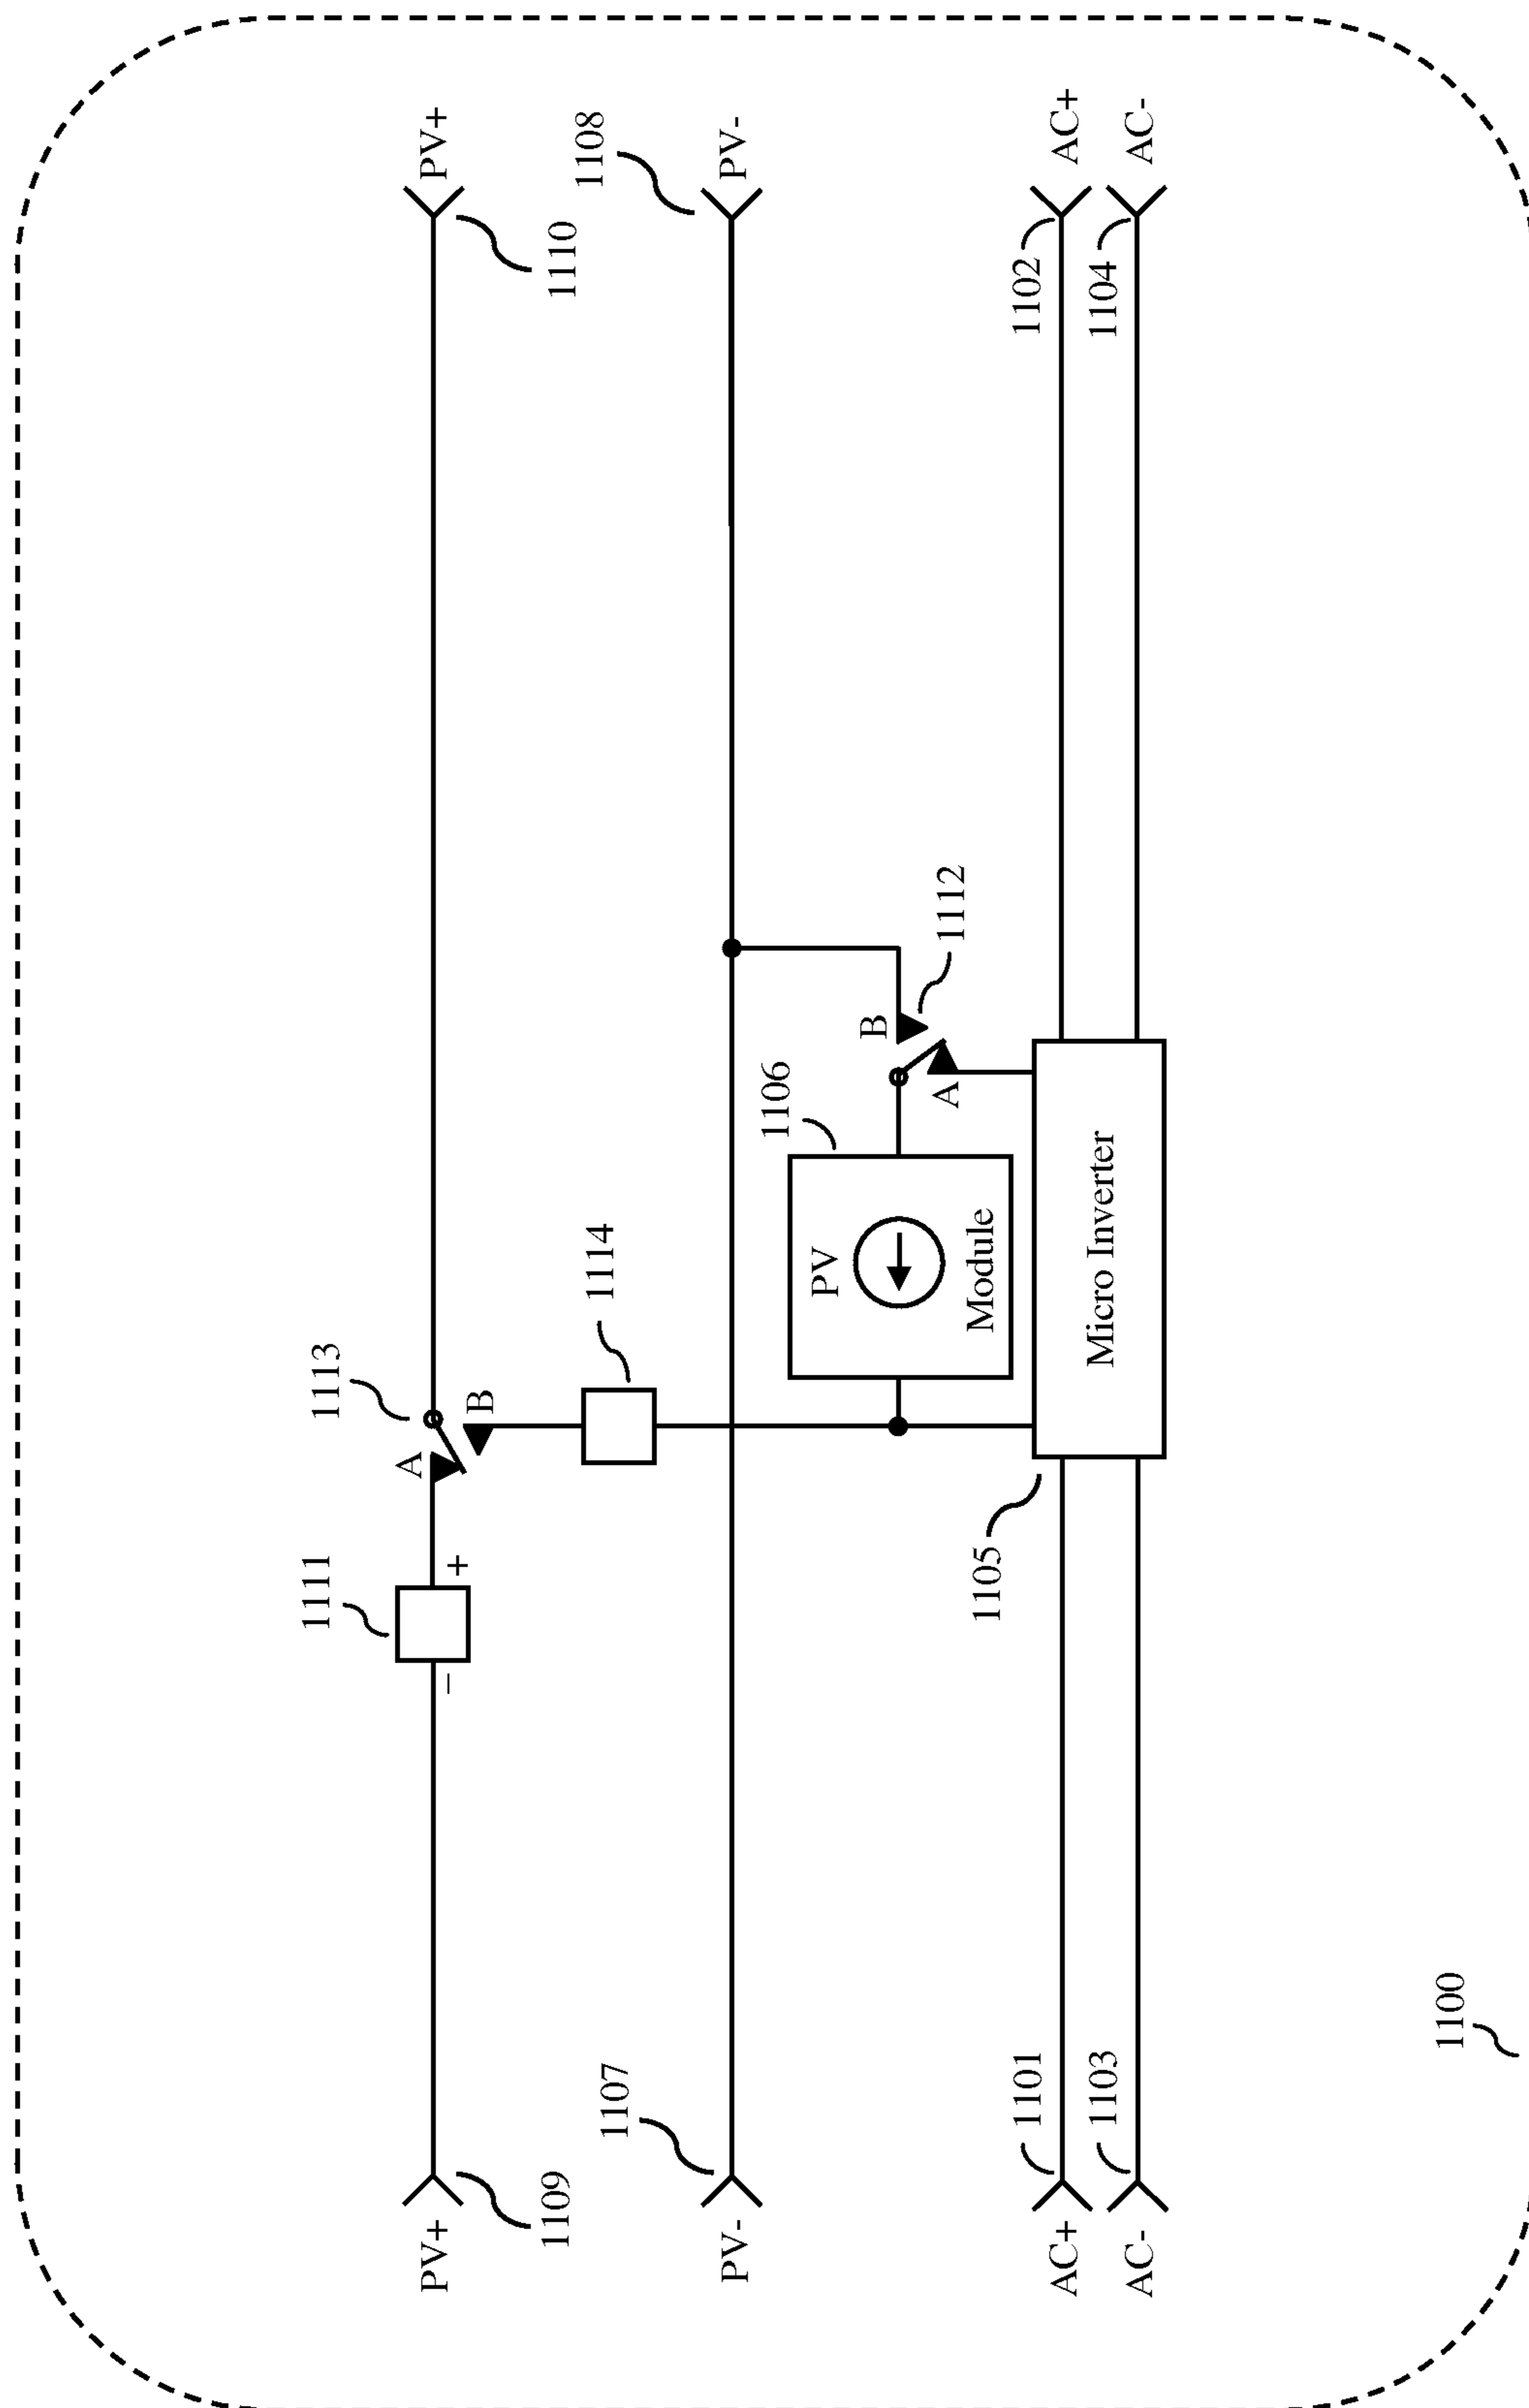 1113
1111
A
B
+
–
PV+
1109
PV+
1110
1114
1107
PV-
1108
PV-
1106
PV
Module
B
A
1112
1105
Micro Inverter
1101
AC+
1102
AC+
1103
AC-
1104
AC-
1100